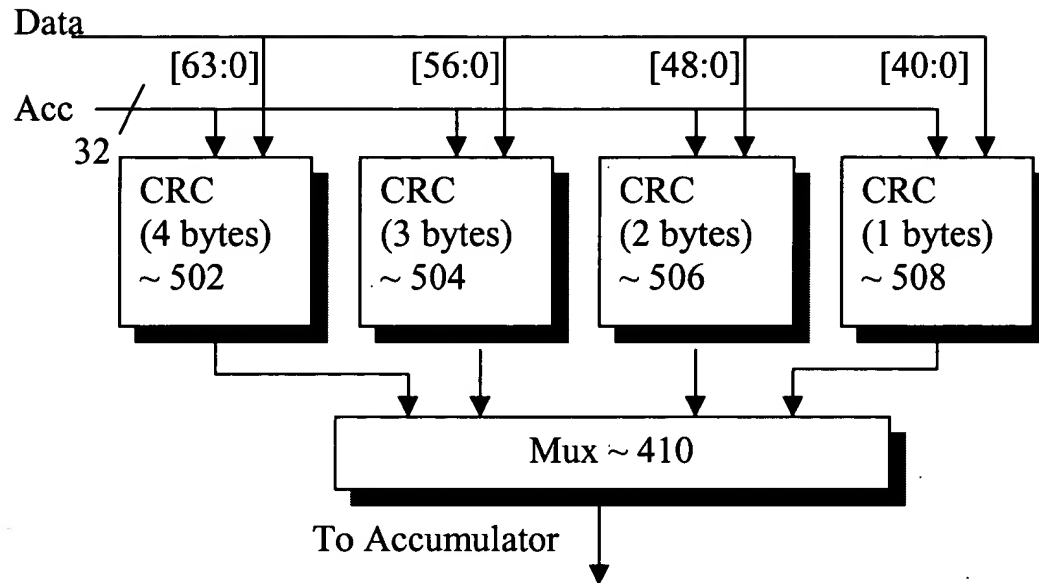 Data
[63:0] [56:0] [48:0] [40:0]
Acc
32
CRC
(4 bytes)
~ 502
CRC
(3 bytes)
~ 504
CRC
(2 bytes)
~ 506
CRC
(1 bytes)
~ 508
Mux ~ 410
To Accumulator